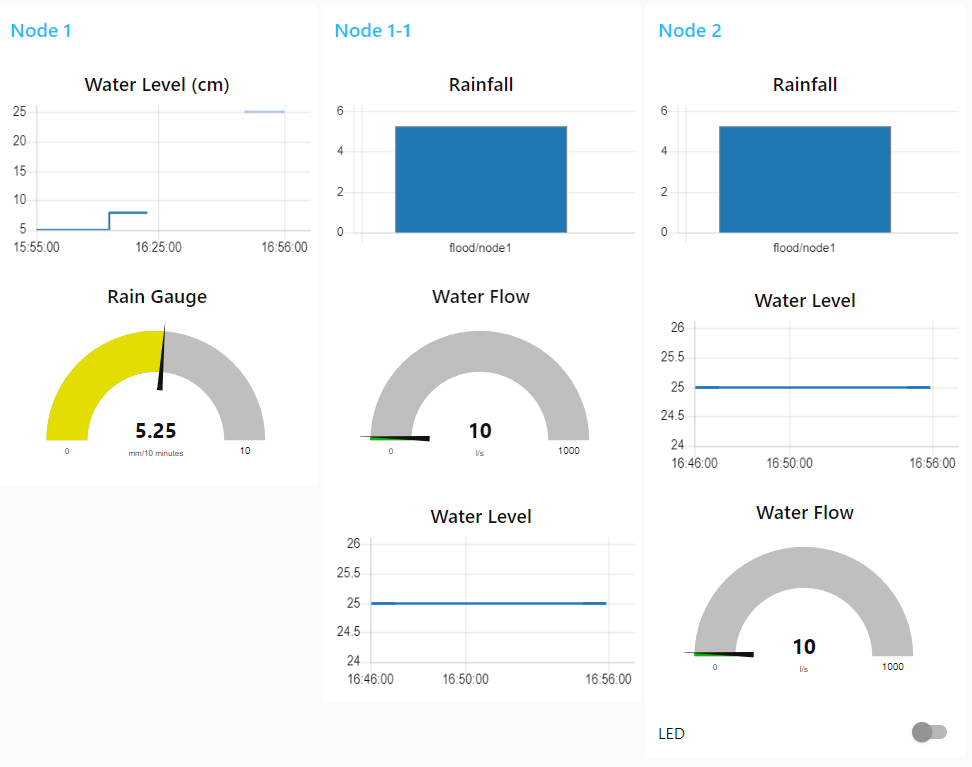 Node 1
Water Level (cm)
25
20
15
10
5
15:55:00 16:25:00 16:56:00
Rain Gauge
5.25
mm/10 minutes
0 10
Node 1-1
Rainfall
6
4
2
0
flood/node1
Water Flow
10
l/s
0 1000
Water Level
26
25.5
25
24.5
24
16:46:00 16:50:00 16:56:00
Node 2
Rainfall
6
4
2
0
flood/node1
Water Level
26
25.5
25
24.5
24
16:46:00 16:50:00 16:56:00
Water Flow
10
l/s
0 1000
LED